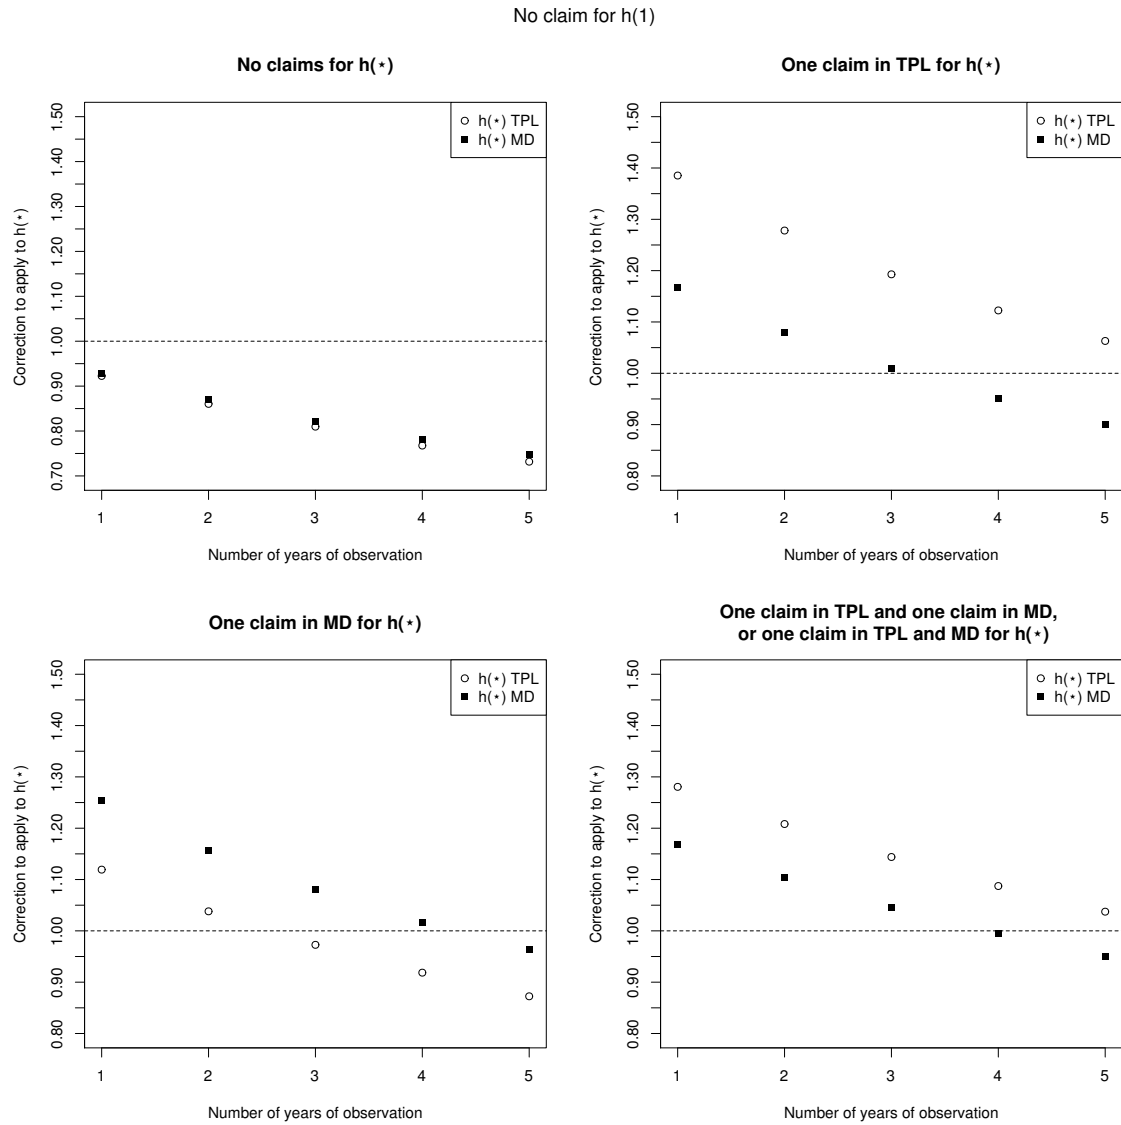 No claim for h(1)
No claims for h(⋆)
Correction to apply to h(⋆)
1.50
1.40
1.30
1.20
1.10
1.00
0.90
0.80
0.70
h(⋆) TPL
h(⋆) MD
1 2 3 4 5
Number of years of observation
One claim in TPL for h(⋆)
Correction to apply to h(⋆)
1.50
1.40
1.30
1.20
1.10
1.00
0.90
0.80
h(⋆) TPL
h(⋆) MD
1 2 3 4 5
Number of years of observation
One claim in MD for h(⋆)
Correction to apply to h(⋆)
1.50
1.40
1.30
1.20
1.10
1.00
0.90
0.80
h(⋆) TPL
h(⋆) MD
1 2 3 4 5
Number of years of observation
One claim in TPL and one claim in MD,
or one claim in TPL and MD for h(⋆)
Correction to apply to h(⋆)
1.50
1.40
1.30
1.20
1.10
1.00
0.90
0.80
h(⋆) TPL
h(⋆) MD
1 2 3 4 5
Number of years of observation